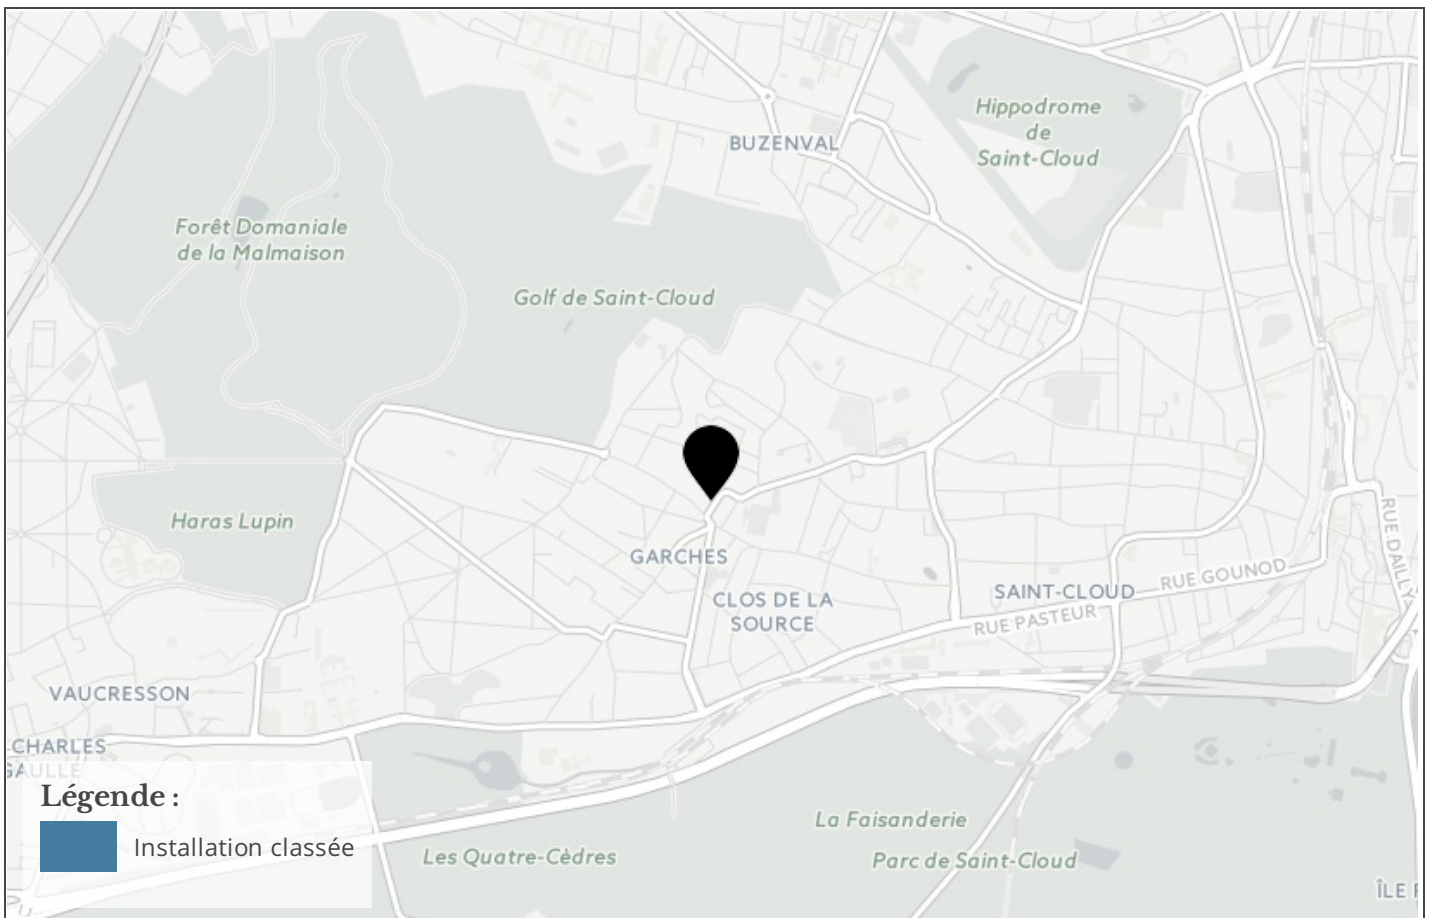 Hippodrome
de
Saint-Cloud
BUZENVAL
Forêt Domaniale
de la Malmaison
Golf de Saint-Cloud
Haras Lupin
GARCHES
CLOS DE LA
SOURCE
SAINT-CLOUD
RUE GOUNOD
RUE PASTEUR
RUE DAILLY
VAUCRESSON
CHARLES
GAULLE
Légende :
Installation classée
La Faisanderie
Les Quatre-Cèdres
Parc de Saint-Cloud
ÎLE